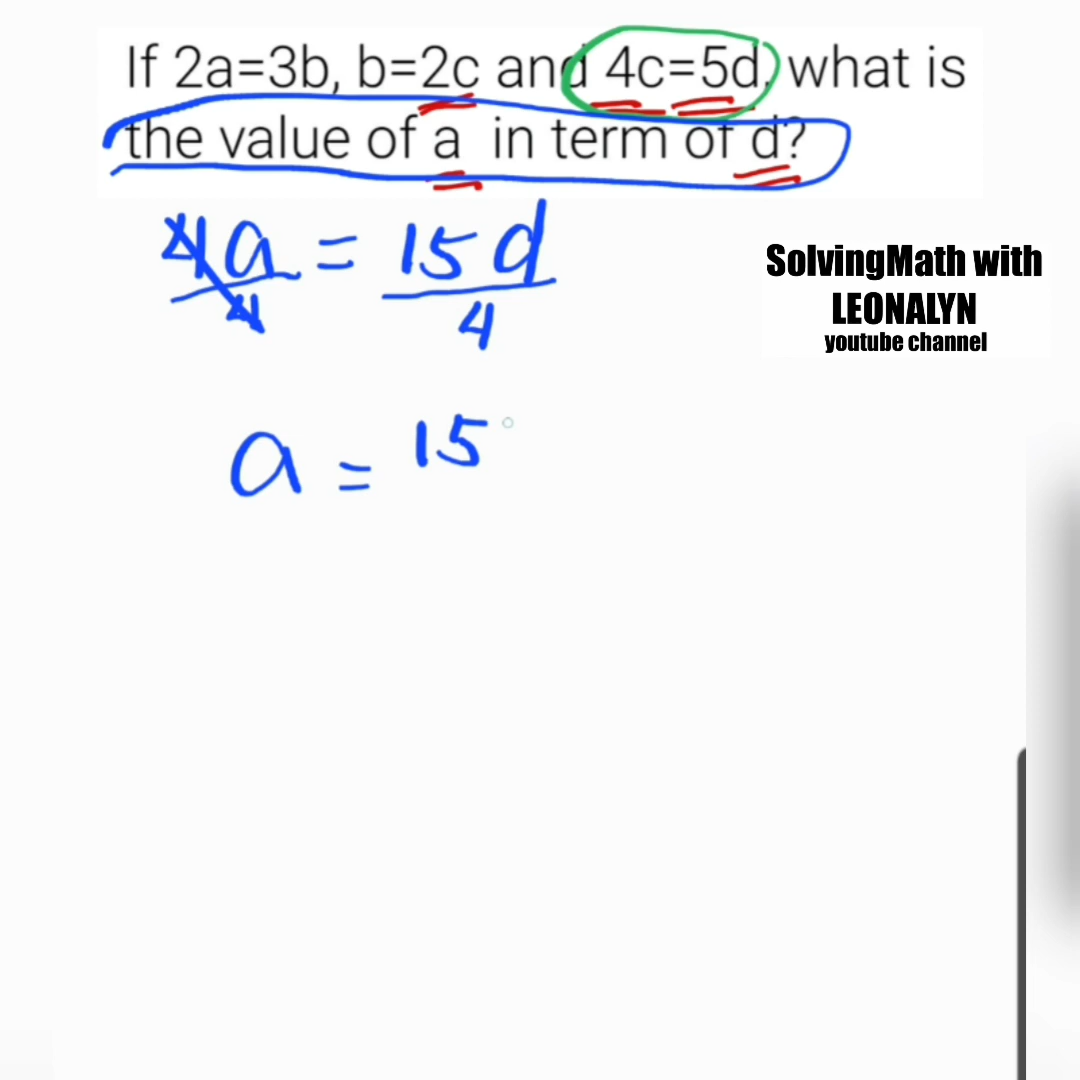 If 2a=3b, b=2c and 4c=5d, what is
the value of a in term of d?
4a = 15d
4 4
SolvingMath with
LEONALYN
youtube channel
a = 15